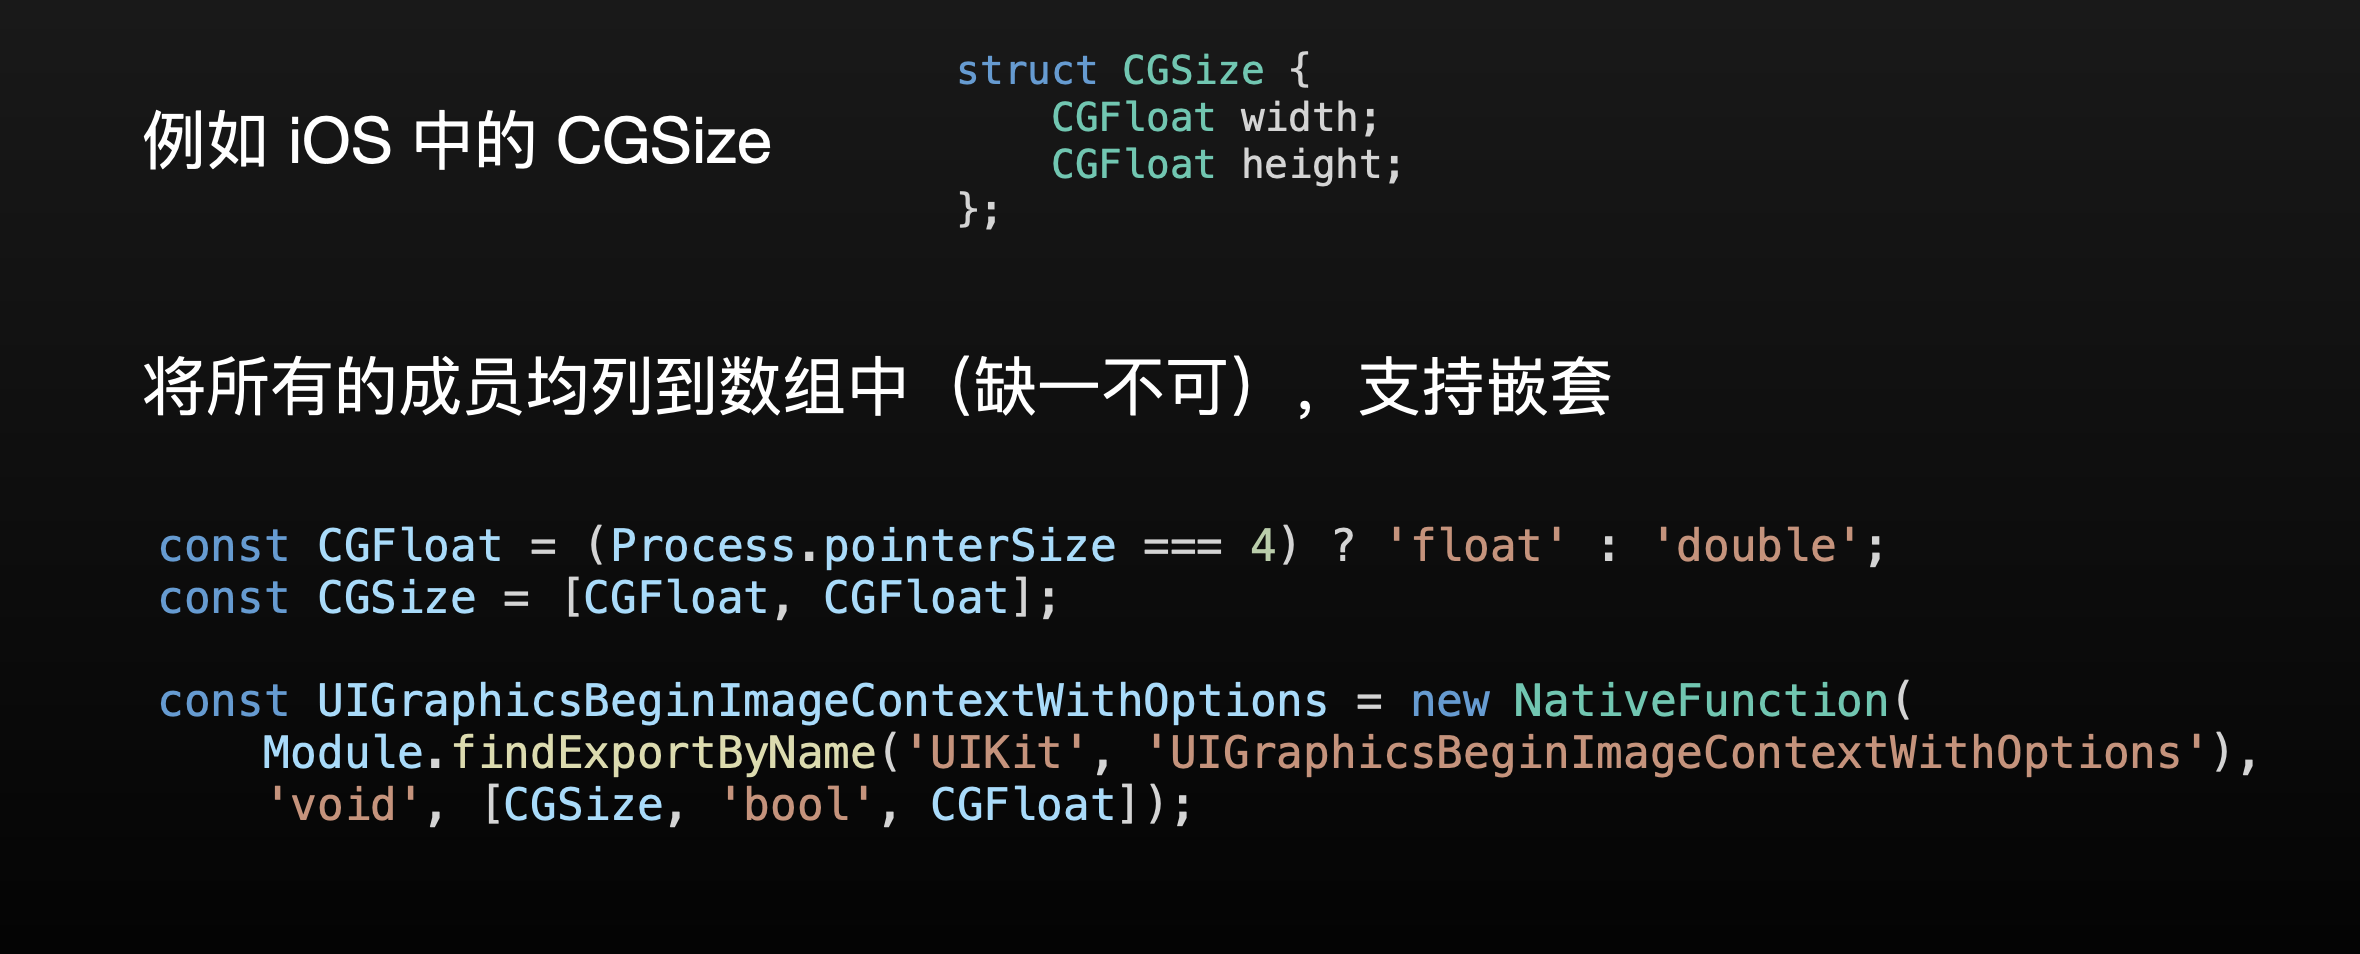 例如 iOS 中的 CGSize
struct CGSize {
    CGFloat width;
    CGFloat height;
};
将所有的成员均列到数组中（缺一不可），支持嵌套
const CGFloat = (Process.pointerSize === 4) ? 'float' : 'double';
const CGSize = [CGFloat, CGFloat];
const UIGraphicsBeginImageContextWithOptions = new NativeFunction(
    Module.findExportByName('UIKit', 'UIGraphicsBeginImageContextWithOptions'),
    'void', [CGSize, 'bool', CGFloat]);